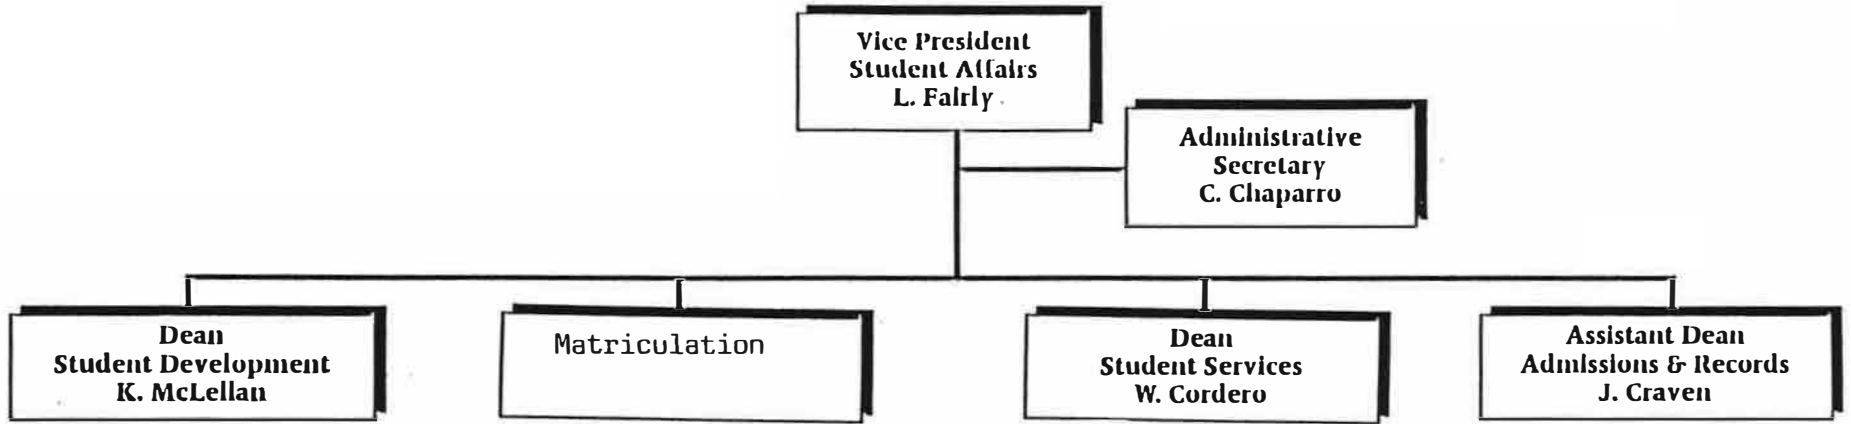 Vice President
Student Affairs
L. Fairly
Administrative
Secretary
C. Chaparro
Dean
Student Development
K. McLellan
Matriculation
Dean
Student Services
W. Cordero
Assistant Dean
Admissions & Records
J. Craven